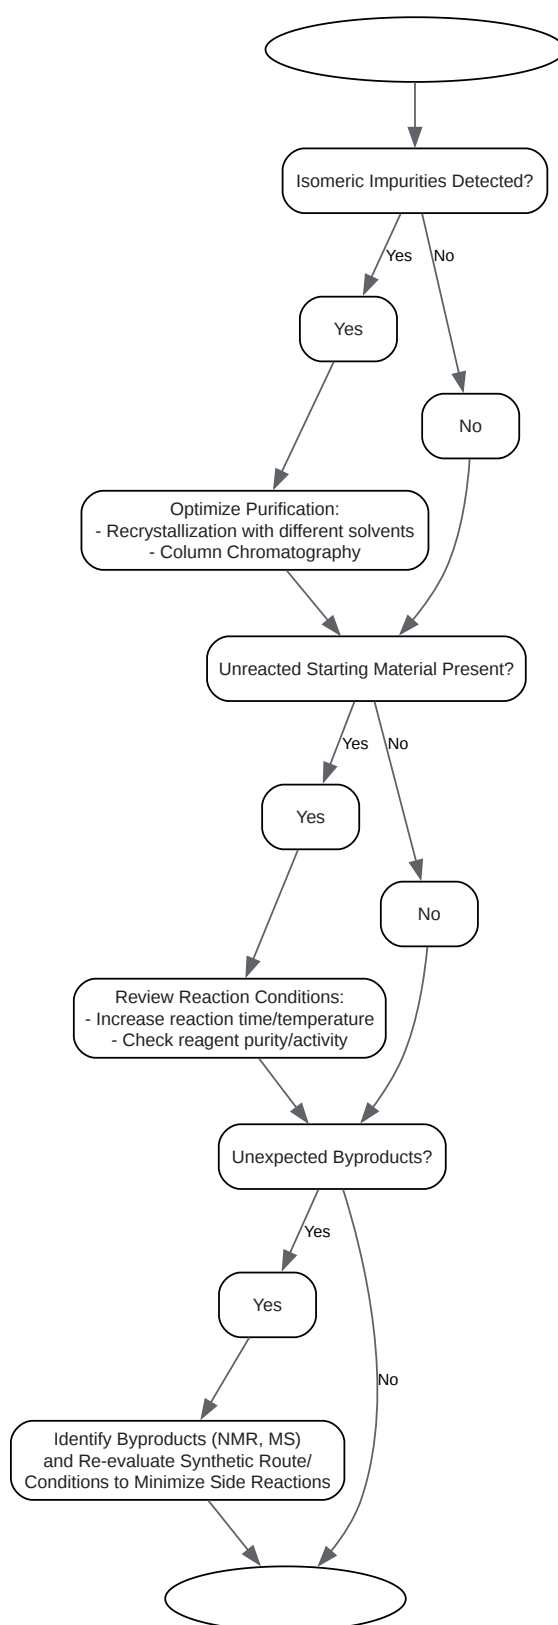 Isomeric Impurities Detected?
Yes
No
Yes
No
Optimize Purification:
- Recrystallization with different solvents
- Column Chromatography
Unreacted Starting Material Present?
Yes
No
Yes
No
Review Reaction Conditions:
- Increase reaction time/temperature
- Check reagent purity/activity
Unexpected Byproducts?
Yes
Yes
No
Identify Byproducts (NMR, MS)
and Re-evaluate Synthetic Route/
Conditions to Minimize Side Reactions